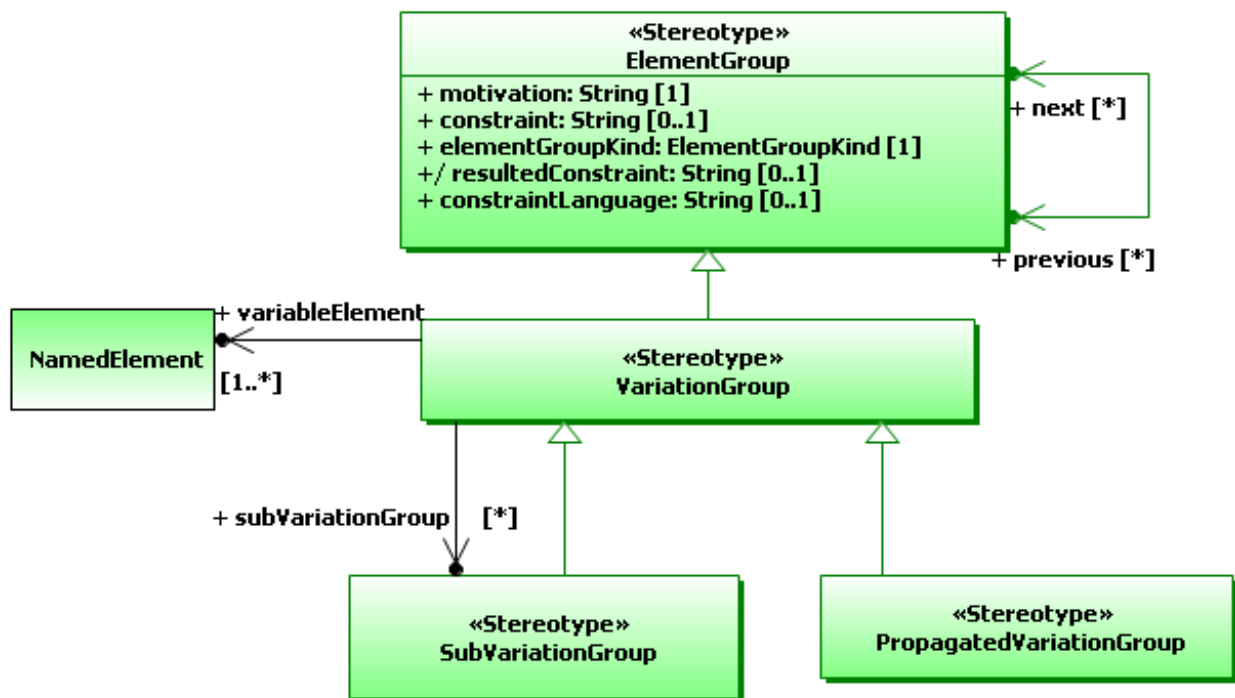 «Stereotype»
ElementGroup
+ motivation: String [1]
+ constraint: String [0..1]
+ elementGroupKind: ElementGroupKind [1]
+/ resultedConstraint: String [0..1]
+ constraintLanguage: String [0..1]
+ next [*]
+ previous [*]
+ variableElement
NamedElement
[1..*]
«Stereotype»
VariationGroup
+ subVariationGroup [*]
«Stereotype»
SubVariationGroup
«Stereotype»
PropagatedVariationGroup